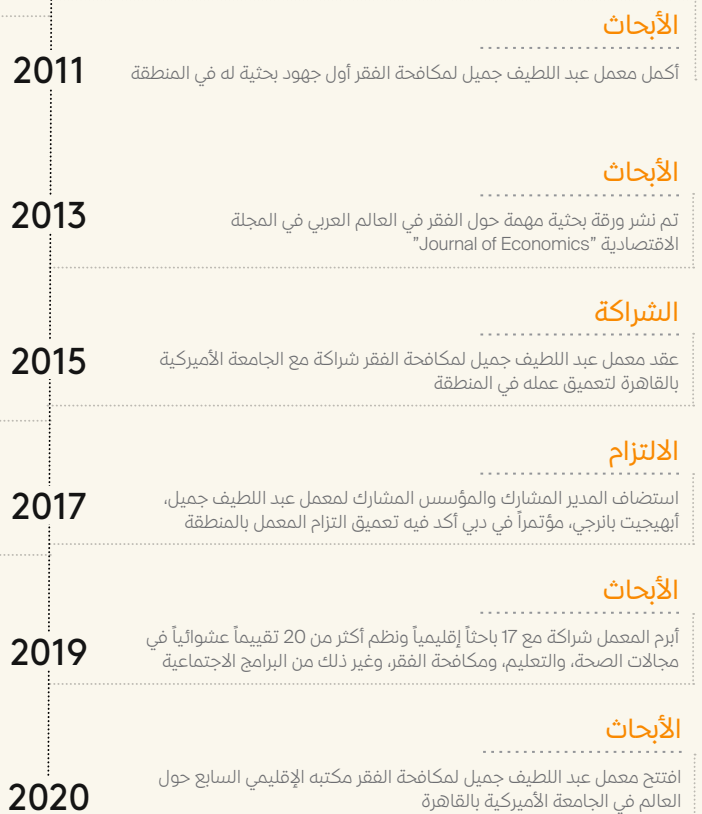 الأبحاث
2011
أكمل معمل عبد اللطيف جميل لمكافحة الفقر أول جهود بحثية له في المنطقة
الأبحاث
2013
تم نشر ورقة بحثية مهمة حول الفقر في العالم العربي في المجلة
الاقتصادية "Journal of Economics"
الشراكة
2015
عقد معمل عبد اللطيف جميل لمكافحة الفقر شراكة مع الجامعة الأميركية
بالقاهرة لتعميق عمله في المنطقة
الالتزام
2017
استضاف المدير المشارك والمؤسس المشارك لمعمل عبد اللطيف جميل،
أبهيجيت بانرجي، مؤتمراً في دبي أكد فيه تعميق التزام المعمل بالمنطقة
الأبحاث
2019
أبرم المعمل شراكة مع 17 باحثاً إقليمياً ونظم أكثر من 20 تقييماً عشوائياً في
مجالات الصحة، والتعليم، ومكافحة الفقر، وغير ذلك من البرامج الاجتماعية
الأبحاث
2020
افتتح معمل عبد اللطيف جميل لمكافحة الفقر مكتبه الإقليمي السابع حول
العالم في الجامعة الأميركية بالقاهرة